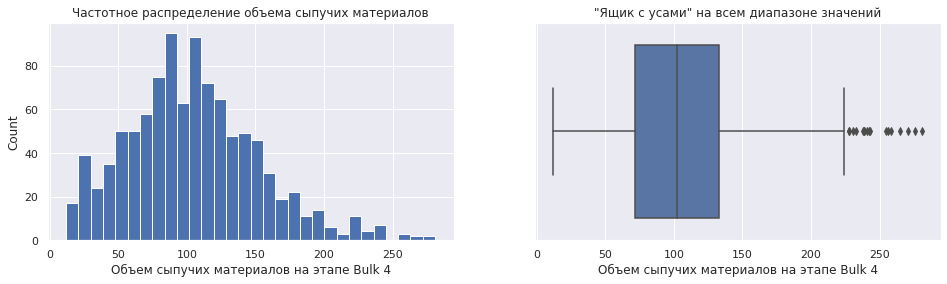 Частотное распределение объема сыпучих материалов
Count
80
60
40
20
0
0 50 100 150 200 250
Объем сыпучих материалов на этапе Bulk 4
"Ящик с усами" на всем диапазоне значений
0 50 100 150 200 250
Объем сыпучих материалов на этапе Bulk 4